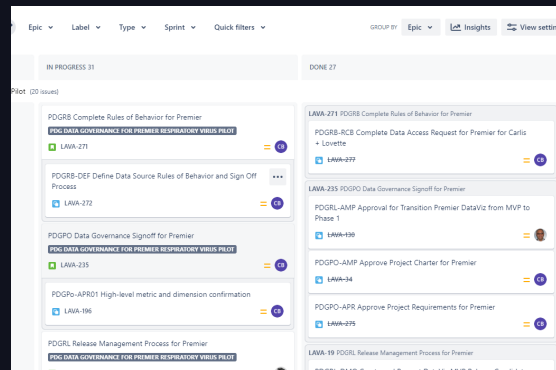 Epic
Label
Type
Sprint
Quick filters
GROUP BY
Epic
Insights
View settin
IN PROGRESS 31
DONE 27
Pilot (20 issues)
PDGRB Complete Rules of Behavior for Premier
PDG DATA GOVERNANCE FOR PREMIER RESPIRATORY VIRUS PILOT
LAVA-271
CB
PDGRB-DEF Define Data Source Rules of Behavior and Sign Off
Process
LAVA-272
CB
PDGPO Data Governance Signoff for Premier
PDG DATA GOVERNANCE FOR PREMIER RESPIRATORY VIRUS PILOT
LAVA-235
CB
PDGPo-APR01 High-level metric and dimension confirmation
LAVA-196
CB
PDGRL Release Management Process for Premier
PDG DATA GOVERNANCE FOR PREMIER RESPIRATORY VIRUS PILOT
LAVA-271 PDGRB Complete Rules of Behavior for Premier
PDGRB-RCB Complete Data Access Request for Premier for Carlis
+ Lovette
LAVA-277
CB
LAVA-235 PDGPO Data Governance Signoff for Premier
PDGRL-AMP Approval for Transition Premier DataViz from MVP to
Phase 1
LAVA-130
PDGPO-AMP Approve Project Charter for Premier
LAVA-34
CB
PDGPO-APR Approve Project Requirements for Premier
LAVA-275
CB
LAVA-19 PDGRL Release Management Process for Premier